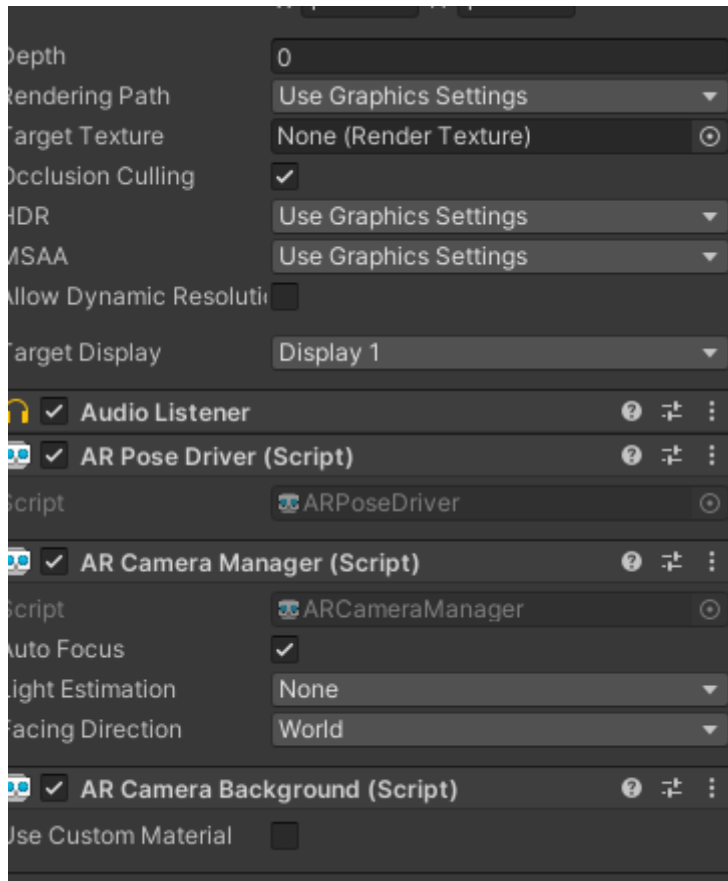 Depth 0
Rendering Path Use Graphics Settings
Target Texture None (Render Texture)
Occlusion Culling
HDR Use Graphics Settings
MSAA Use Graphics Settings
Allow Dynamic Resoluti
Target Display Display 1
Audio Listener
AR Pose Driver (Script)
Script ARPoseDriver
AR Camera Manager (Script)
Script ARCameraManager
Auto Focus
Light Estimation None
Facing Direction World
AR Camera Background (Script)
Use Custom Material